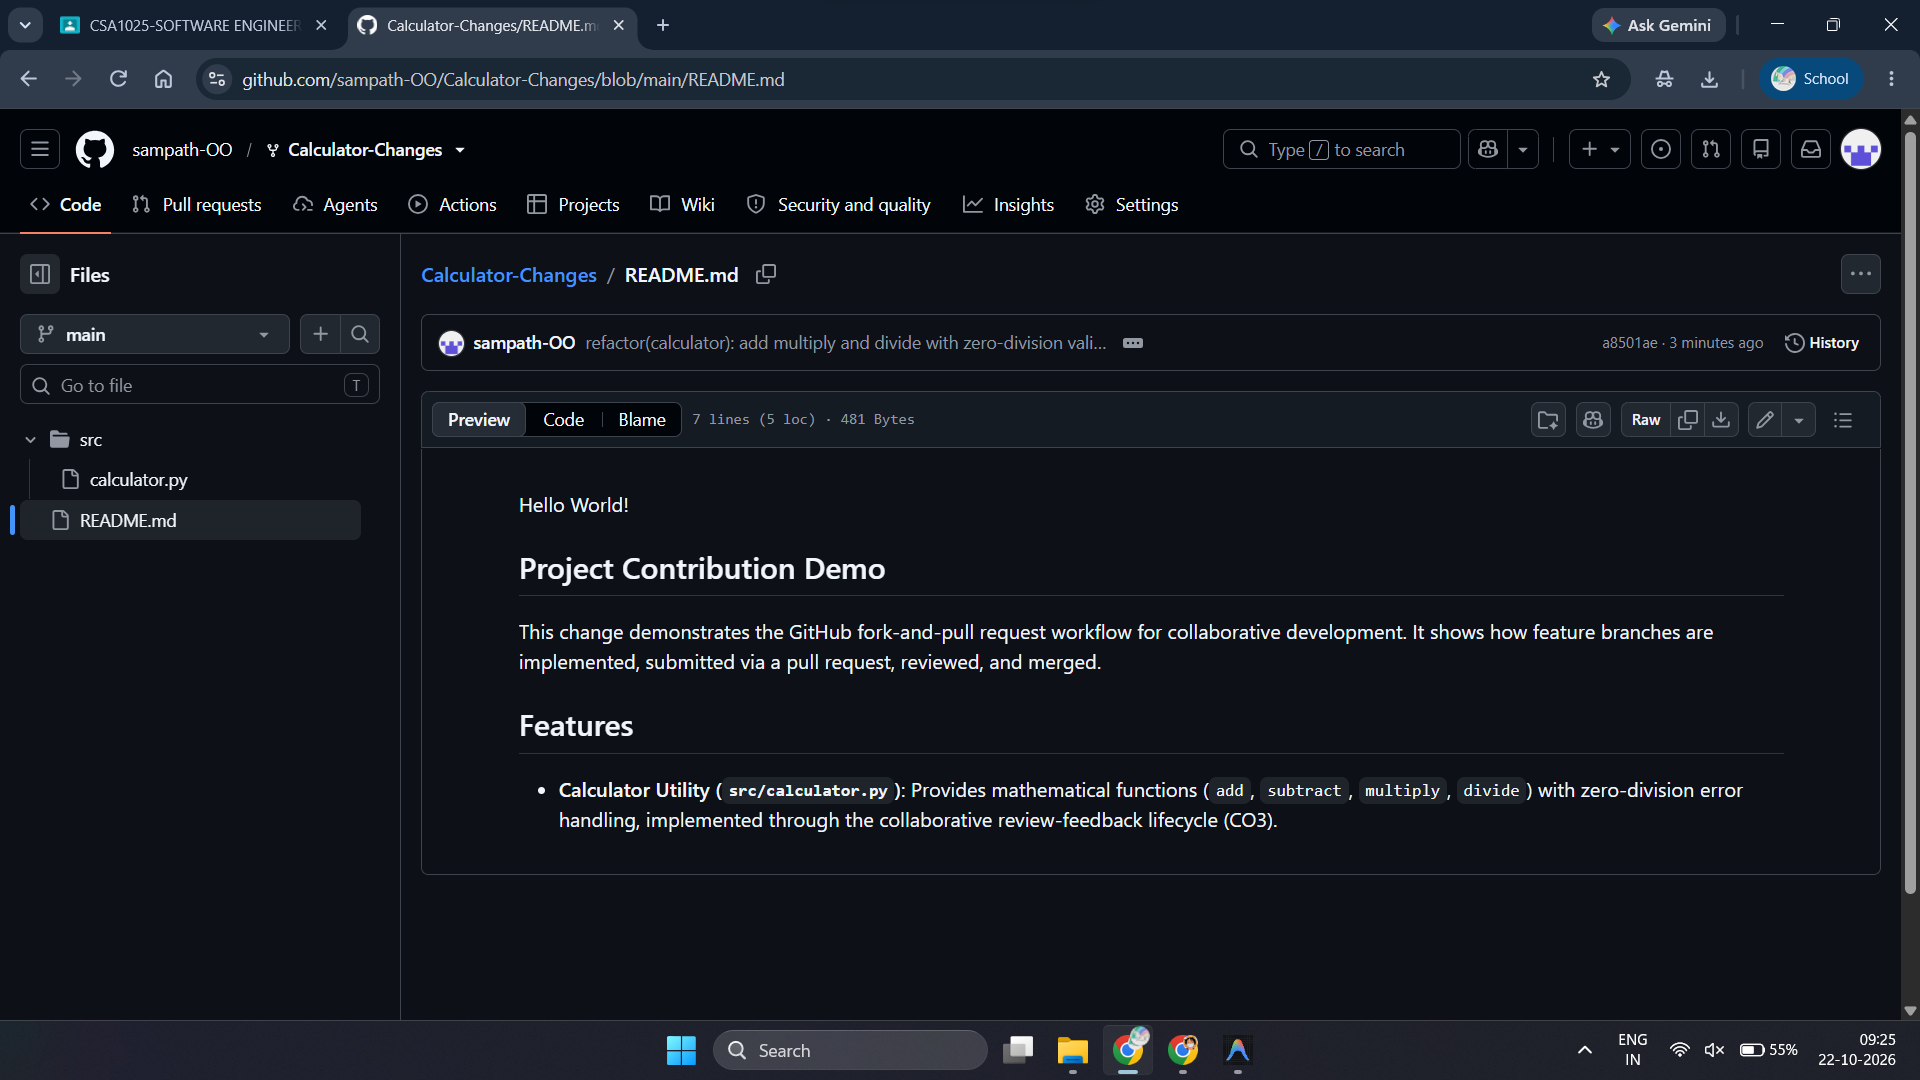 CSA1025-SOFTWARE ENGINEER
Calculator-Changes/README.m
Ask Gemini
github.com/sampath-OO/Calculator-Changes/blob/main/README.md
School
sampath-OO / Calculator-Changes
Type / to search
Code
Pull requests
Agents
Actions
Projects
Wiki
Security and quality
Insights
Settings
Files
main
Go to file
T
src
calculator.py
README.md
Calculator-Changes / README.md
sampath-OO refactor(calculator): add multiply and divide with zero-division vali...
a8501ae · 3 minutes ago
History
Preview
Code
Blame
7 lines (5 loc) · 481 Bytes
Raw
Hello World!
Project Contribution Demo
This change demonstrates the GitHub fork-and-pull request workflow for collaborative development. It shows how feature branches are
implemented, submitted via a pull request, reviewed, and merged.
Features
• Calculator Utility ( src/calculator.py ): Provides mathematical functions ( add , subtract , multiply , divide ) with zero-division error
handling, implemented through the collaborative review-feedback lifecycle (CO3).
Search
ENG
IN
55%
09:25
22-10-2026